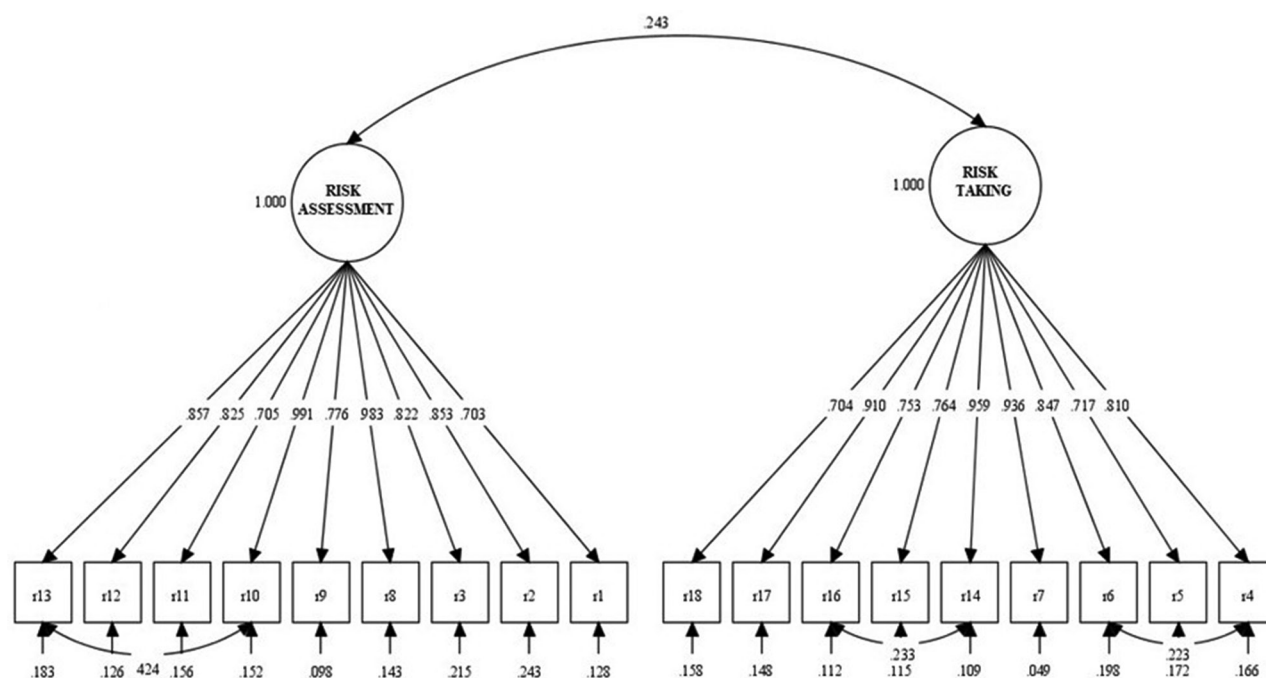 .243
RISK
ASSESSMENT
1.000
RISK
TAKING
1.000
.857 .825 .705 .991 .776 .983 .822 .853 .703
.704 .910 .753 .764 .959 .936 .847 .717 .810
r13 r12 r11 r10 r9 r8 r3 r2 r1
r18 r17 r16 r15 r14 r7 r6 r5 r4
.233
.223
.183 .126 424 .156 .152 .098 .143 .215 .243 .128
.158 .148 .112 .115 .109 .049 .198 .172 .166